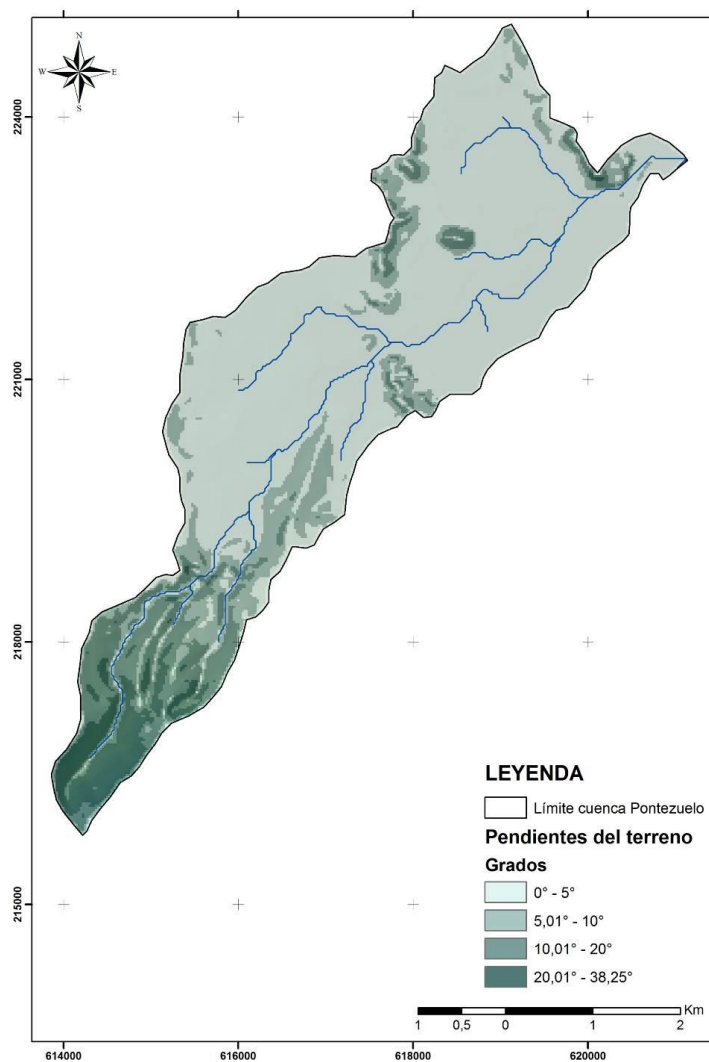 N
W E
S
224000
221000
218000
215000
LEYENDA
Límite cuenca Pontezuelo
Pendientes del terreno
Grados
0° - 5°
5,01° - 10°
10,01° - 20°
20,01° - 38,25°
Km
1 0,5 0 1 2
614000 616000 618000 620000